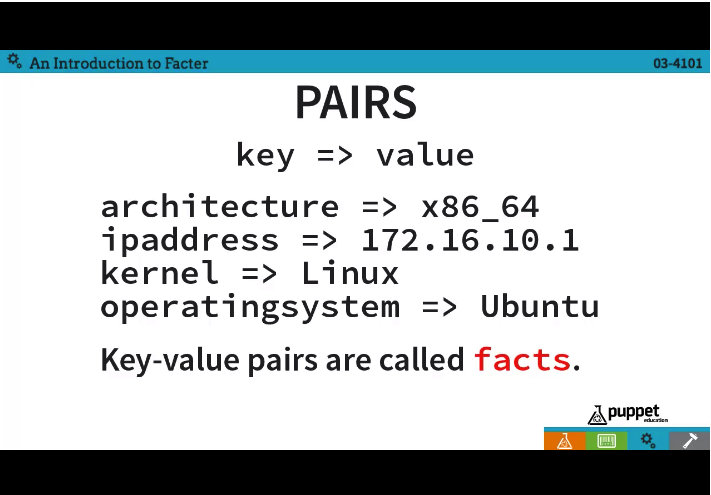 An Introduction to Facter
03-4101
PAIRS
key => value
architecture => x86_64
ipaddress => 172.16.10.1
kernel => Linux
operatingsystem => Ubuntu
Key-value pairs are called facts.
puppet
education